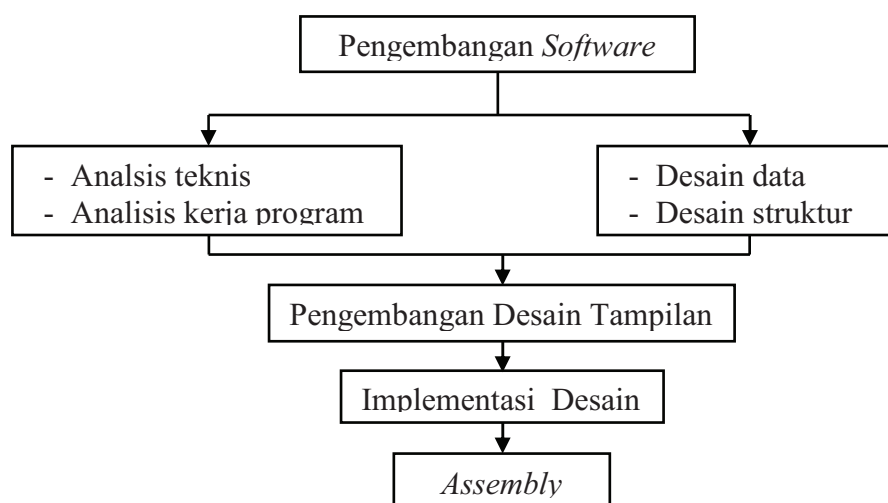 Pengembangan Software
- Analsis teknis
- Analisis kerja program
- Desain data
- Desain struktur
Pengembangan Desain Tampilan
Implementasi Desain
Assembly